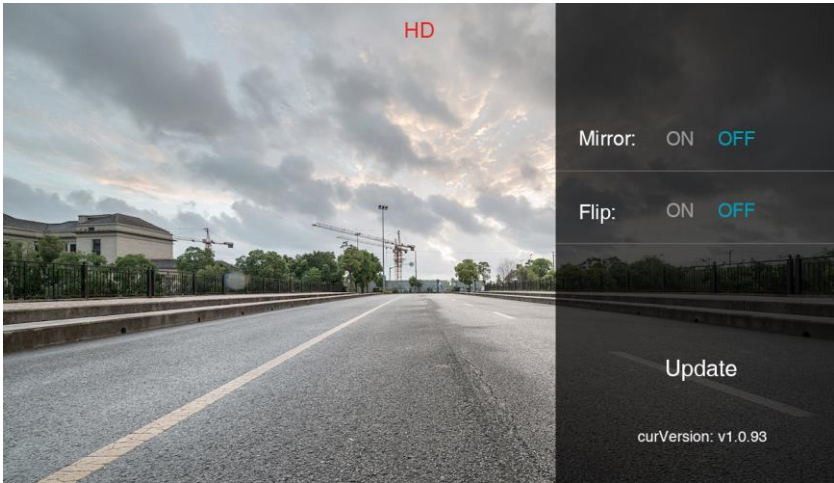 HD
Mirror: ON OFF
Flip: ON OFF
Update
curVersion: v1.0.93